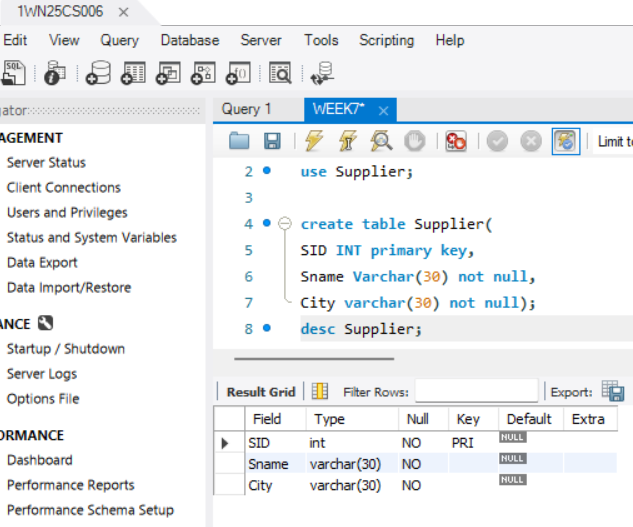 1WN25CS006
Edit View Query Database Server Tools Scripting Help
Query 1 WEEK7*
Limit
AGEMENT
Server Status
Client Connections
Users and Privileges
Status and System Variables
Data Export
Data Import/Restore
ANCE
Startup / Shutdown
Server Logs
Options File
ORMANCE
Dashboard
Performance Reports
Performance Schema Setup
2 use Supplier;
3
4 create table Supplier(
5 SID INT primary key,
6 Sname Varchar(30) not null,
7 City varchar(30) not null);
8 desc Supplier;
Result Grid Filter Rows: Export:
Field Type Null Key Default Extra
SID int NO PRI NULL
Sname varchar(30) NO NULL
City varchar(30) NO NULL